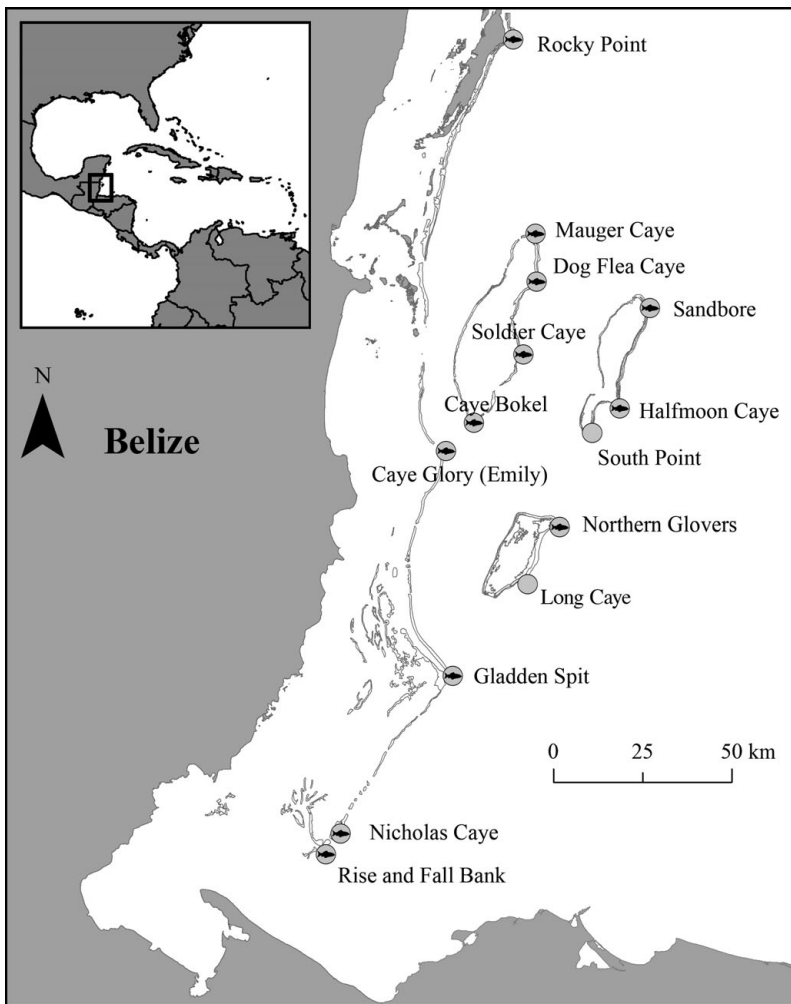 Rocky Point
Mauger Caye
Dog Flea Caye
Sandbore
Soldier Caye
Caye Bokel
Halfmoon Caye
N
Belize
South Point
Caye Glory (Emily)
Northern Glovers
Long Caye
Gladden Spit
0 25 50 km
Nicholas Caye
Rise and Fall Bank